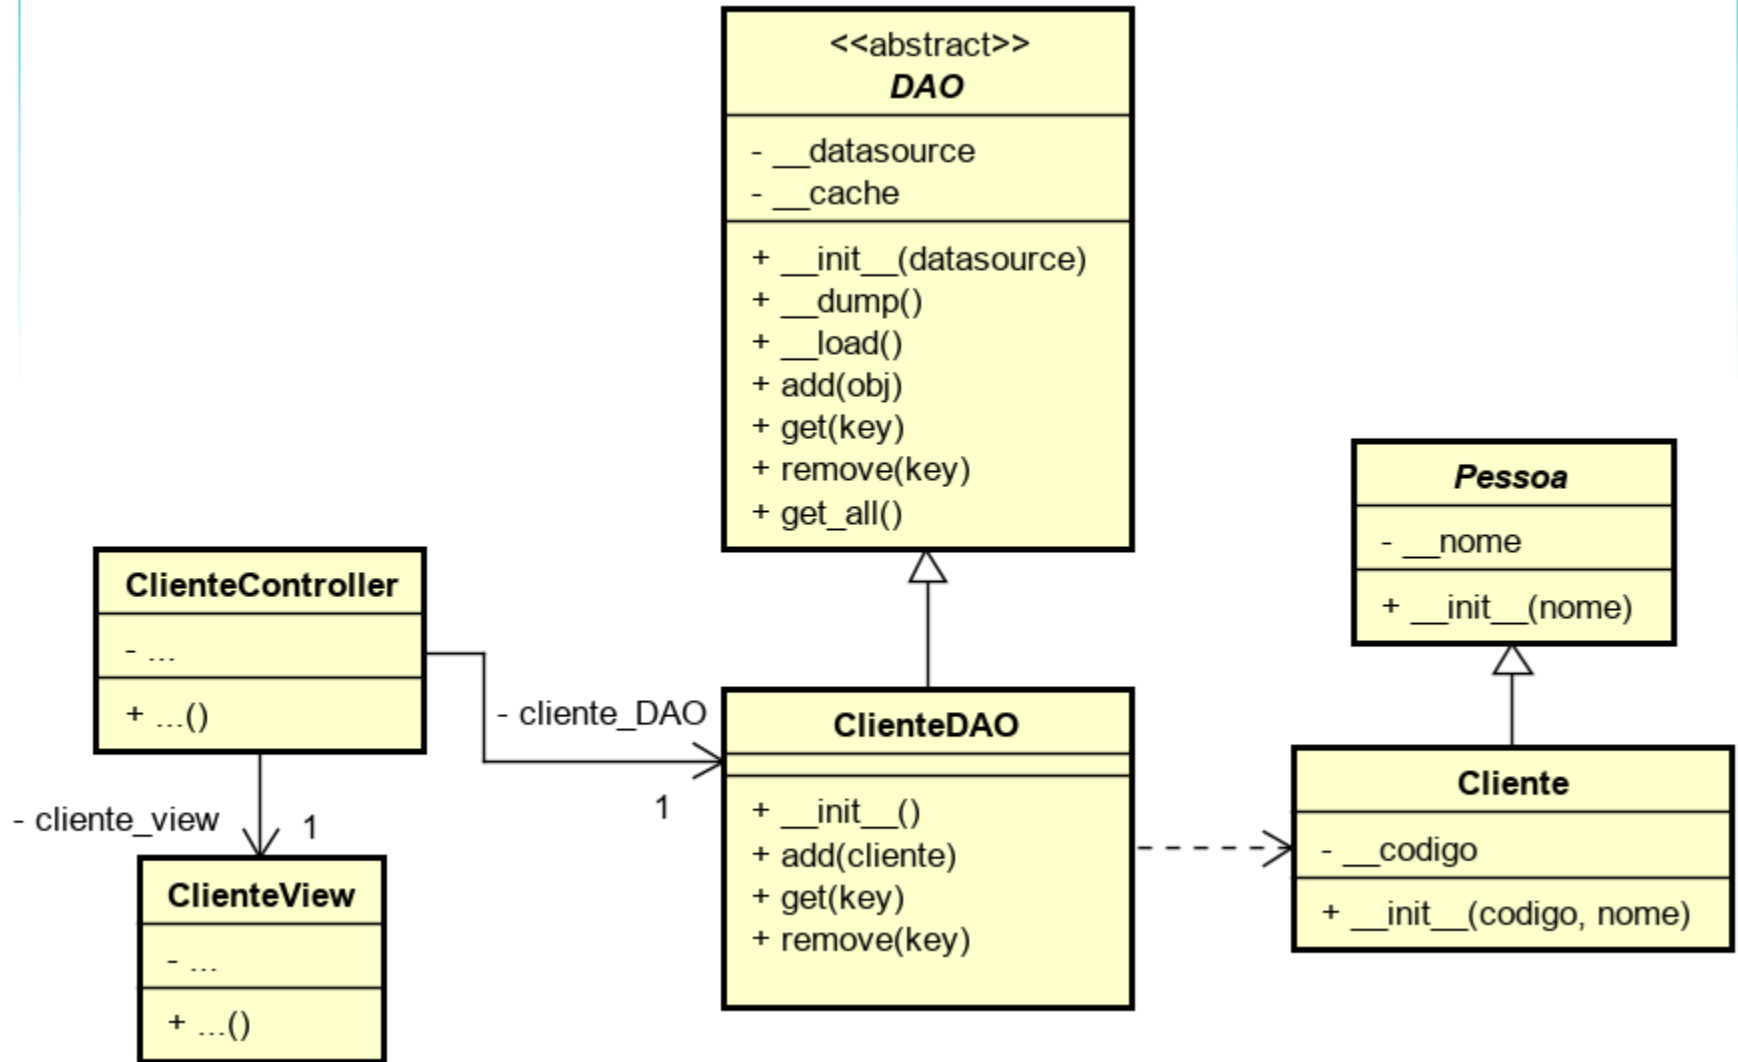 <<abstract>>
DAO
- __datasource
- __cache
+ __init__(datasource)
+ __dump()
+ __load()
+ add(obj)
+ get(key)
+ remove(key)
+ get_all()
Pessoa
- __nome
+ __init__(nome)
ClienteController
- ...
+ ...()
- cliente_DAO
1
- cliente_view
1
ClienteView
- ...
+ ...()
ClienteDAO
+ __init__()
+ add(cliente)
+ get(key)
+ remove(key)
Cliente
- __codigo
+ __init__(codigo, nome)